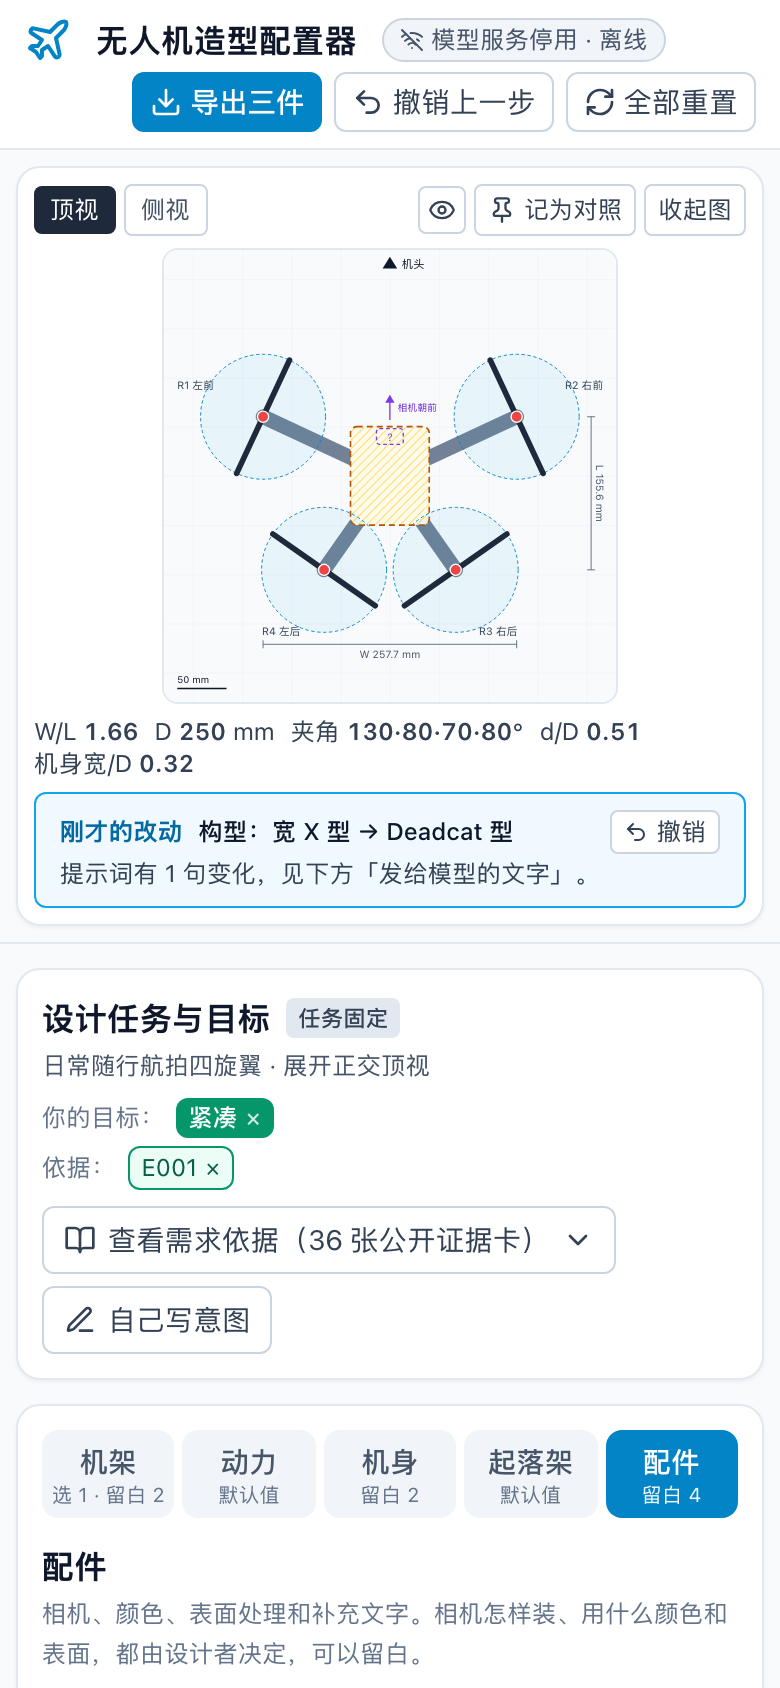 无人机造型配置器 模型服务停用 · 离线
导出三件 撤销上一步 全部重置
顶视 侧视 记为对照 收起图
机头
R1 左前 R2 右前
相机朝前
?
L 155.6 mm
R4 左后 R3 右后
W 257.7 mm
50 mm
W/L 1.66 D 250 mm 夹角 130·80·70·80° d/D 0.51
机身宽/D 0.32
刚才的改动 构型：宽 X 型 → Deadcat 型 撤销
提示词有 1 句变化，见下方「发给模型的文字」。
设计任务与目标 任务固定
日常随行航拍四旋翼 · 展开正交顶视
你的目标： 紧凑 ×
依据： E001 ×
查看需求依据（36 张公开证据卡）
自己写意图
机架 动力 机身 起落架 配件
选 1 · 留白 2 默认值 留白 2 默认值 留白 4
配件
相机、颜色、表面处理和补充文字。相机怎样装、用什么颜色和
表面，都由设计者决定，可以留白。